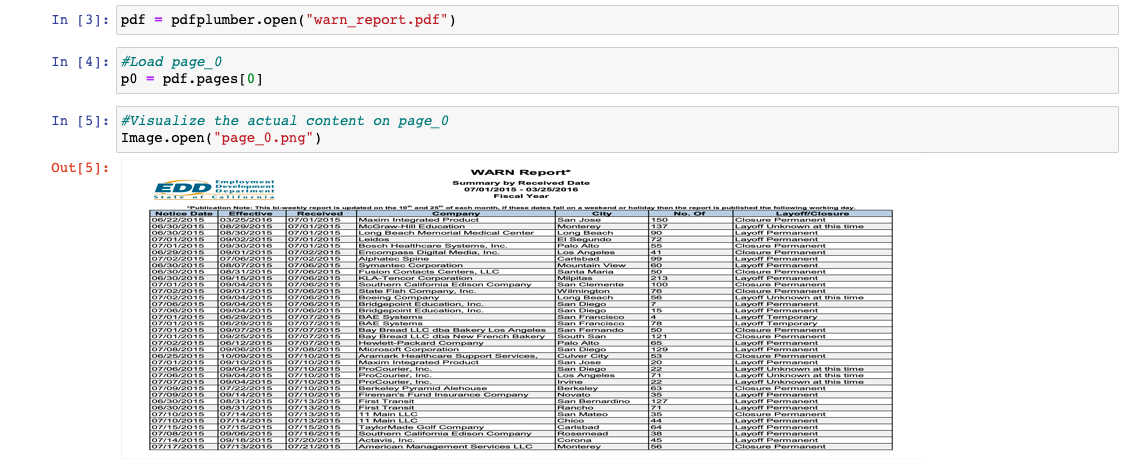 In [3]: pdf = pdfplumber.open("warn_report.pdf")
In [4]: #Load page_0
p0 = pdf.pages[0]
In [5]: #Visualize the actual content on page_0
Image.open("page_0.png")
Out[5]:
WARN Report*
EDD Employment Development Department
State of California
Summary by Received Date
07/01/2015 - 03/25/2016
Fiscal Year
*Publication Note: This bi-weekly report is updated on the 10th and 25th of each month, if these dates fall on a weekend or holiday then the report is published the following working day.
Notice Date Effective Received Company City No. Of Layoff/Closure
06/22/2015 03/25/2016 07/01/2015 Maxim Integrated Product San Jose 150 Closure Permanent
06/30/2015 08/29/2015 07/01/2015 McGraw-Hill Education Monterey 137 Layoff Unknown at this time
06/30/2015 08/30/2015 07/01/2015 Long Beach Memorial Medical Center Long Beach 90 Layoff Permanent
07/01/2015 09/02/2015 07/01/2015 Leidos El Segundo 72 Layoff Permanent
07/01/2015 09/30/2016 07/01/2015 Bosch Healthcare Systems, Inc. Palo Alto 55 Closure Permanent
06/29/2015 09/01/2015 07/02/2015 Encompass Digital Media, Inc. Los Angeles 41 Closure Permanent
07/02/2015 07/06/2015 07/02/2015 Alphatec Spine Carlsbad 99 Layoff Permanent
06/30/2015 08/07/2015 07/06/2015 Symantec Corporation Mountain View 60 Layoff Permanent
06/30/2015 08/31/2015 07/06/2015 Fusion Contacts Centers, LLC Santa Maria 50 Closure Permanent
06/30/2015 09/15/2015 07/06/2015 KLA-Tencor Corporation Milpitas 213 Layoff Permanent
07/01/2015 09/04/2015 07/06/2015 Southern California Edison Company San Clemente 100 Closure Permanent
07/02/2015 09/01/2015 07/06/2015 State Fish Company, Inc. Wilmington 76 Closure Permanent
07/02/2015 09/04/2015 07/06/2015 Boeing Company Long Beach 56 Layoff Unknown at this time
07/06/2015 09/04/2015 07/06/2015 Bridgepoint Education, Inc. San Diego 7 Layoff Permanent
07/06/2015 09/04/2015 07/06/2015 Bridgepoint Education, Inc. San Diego 15 Layoff Permanent
07/01/2015 06/29/2015 07/07/2015 BAE Systems San Francisco 4 Layoff Temporary
07/01/2015 06/29/2015 07/07/2015 BAE Systems San Francisco 78 Layoff Temporary
07/01/2015 09/07/2015 07/07/2015 Bay Bread LLC dba Bakery Los Angeles San Fernando 50 Closure Permanent
07/01/2015 09/25/2015 07/07/2015 Bay Bread LLC dba New French Bakery South San 121 Closure Permanent
07/02/2015 06/12/2015 07/07/2015 Hewlett-Packard Company Palo Alto 65 Layoff Permanent
09/06/2015 Microsoft Corporation San Diego 129 Layoff Permanent
06/25/2015 10/09/2015 07/10/2015 Aramark Healthcare Support Services, Culver City 53 Closure Permanent
07/01/2015 09/10/2015 07/10/2015 Maxim Integrated Product San Jose 20 Layoff Permanent
07/06/2015 09/04/2015 07/10/2015 ProCourier, Inc. San Diego 22 Layoff Unknown at this time
07/06/2015 09/04/2015 07/10/2015 ProCourier, Inc. Los Angeles 71 Layoff Unknown at this time
07/07/2015 09/04/2015 07/10/2015 ProCourier, Inc. Irvine 22 Layoff Unknown at this time
07/09/2015 07/22/2015 07/10/2015 Berkeley Pyramid Alehouse Berkeley 63 Closure Permanent
07/09/2015 09/14/2015 07/10/2015 Fireman's Fund Insurance Company Novato 35 Layoff Permanent
06/30/2015 08/31/2015 07/13/2015 First Transit San Bernardino 127 Layoff Permanent
06/30/2015 08/31/2015 07/13/2015 First Transit Rancho 71 Layoff Permanent
07/10/2015 07/14/2015 07/13/2015 11 Main LLC San Mateo 35 Closure Permanent
07/10/2015 07/14/2015 07/13/2015 11 Main LLC Chico 44 Layoff Permanent
07/15/2015 07/15/2015 07/15/2015 TaylorMade Golf Company Carlsbad 64 Layoff Permanent
07/08/2015 09/06/2015 Southern California Edison Company Rosemead 38 Layoff Permanent
07/14/2015 09/18/2015 07/20/2015 Actavis, Inc. Corona 45 Layoff Permanent
07/17/2015 07/13/2015 07/21/2015 American Management Services LLC Monterey 56 Closure Permanent